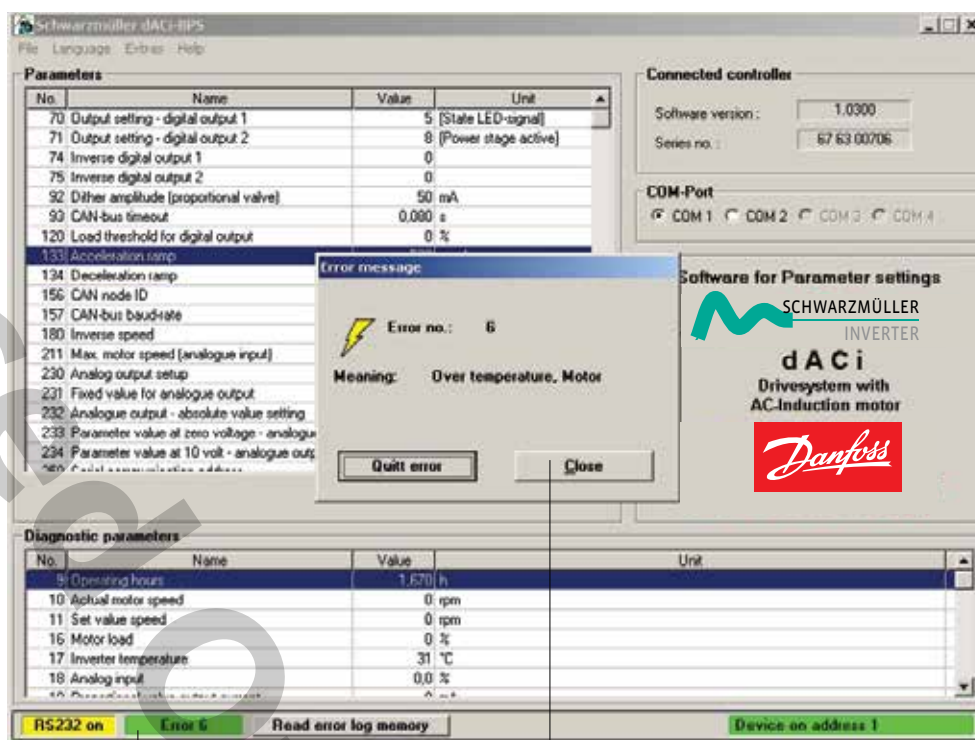 Schwarzmüller dACi-BPS
File Language Extras Help
Parameters
No. Name Value Unit
70 Output setting - digital output 1 5 [State LED-signal]
71 Output setting - digital output 2 8 [Power stage active]
74 Inverse digital output 1 0
75 Inverse digital output 2 0
92 Dither amplitude (proportional valve) 50 mA
93 CAN-bus timeout 0,080 s
120 Load threshold for digital output 0 %
133 Acceleration ramp
134 Deceleration ramp
156 CAN node ID
157 CAN-bus baud-rate
180 Inverse speed
211 Max. motor speed (analogue input)
230 Analog output setup
231 Fixed value for analogue output
232 Analogue output - absolute value setting
233 Parameter value at zero voltage - analogu
234 Parameter value at 10 volt - analogue outp
Connected controller
Software version : 1.0300
Series no. : 67 63 00706
COM-Port
COM 1 COM 2 COM 3 COM 4
Error message
Error no.: 6
Meaning: Over temperature, Motor
Quitt error Close
Software for Parameter settings
SCHWARZMÜLLER
INVERTER
dACi
Drivesystem with
AC-Induction motor
Danfoss
Diagnostic parameters
No. Name Value Unit
9 Operating hours 1,670 h
10 Actual motor speed 0 rpm
11 Set value speed 0 rpm
16 Motor load 0 %
17 Inverter temperature 31 °C
18 Analog input 0,0 %
RS232 on Error 6 Read error log memory Device on address 1